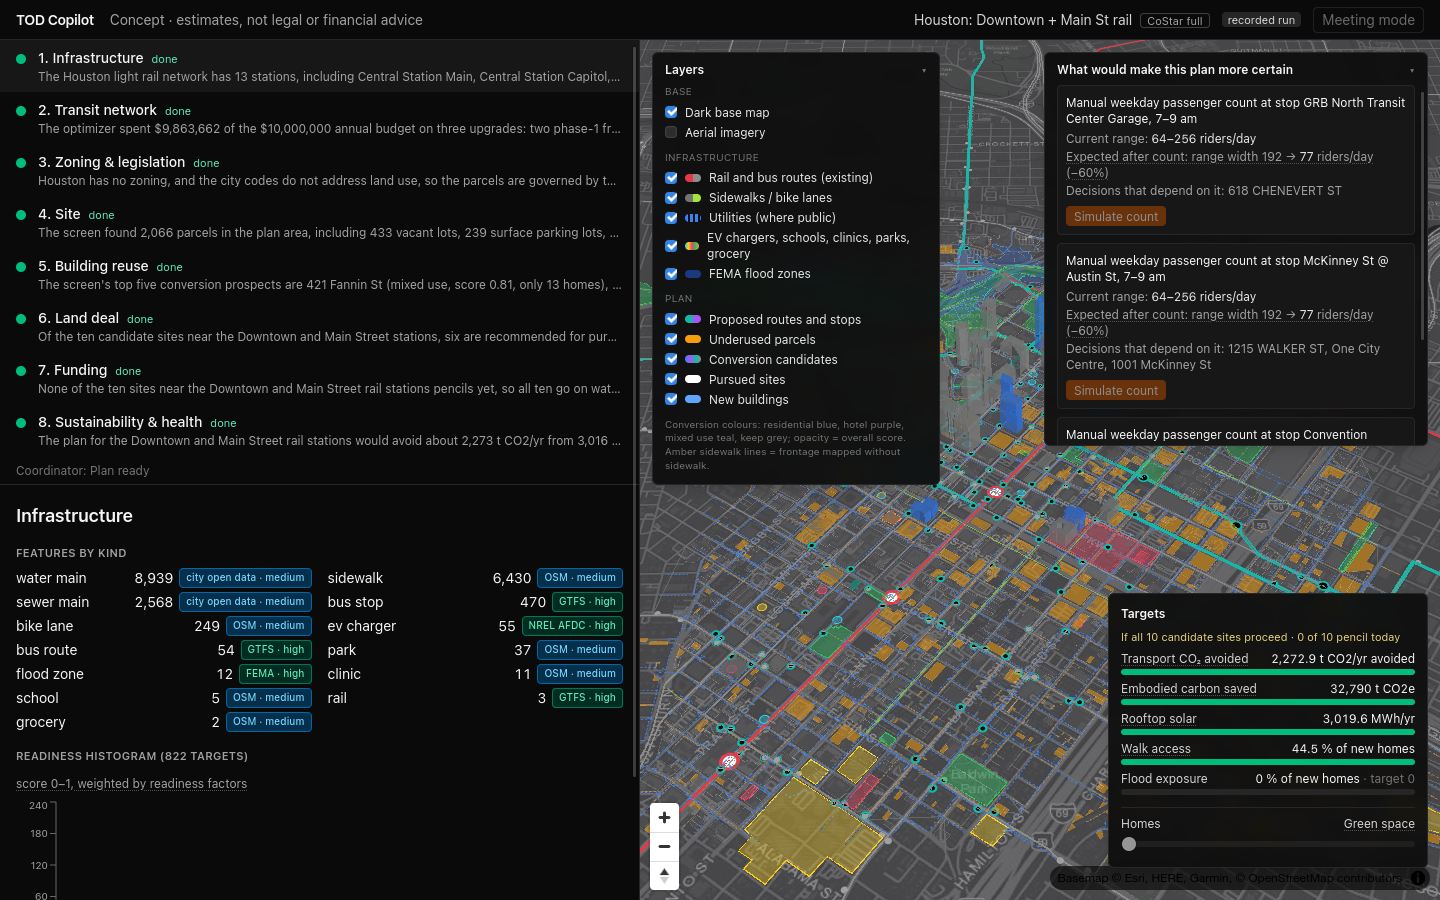 TOD Copilot Concept · estimates, not legal or financial advice
Houston: Downtown + Main St rail CoStar full recorded run Meeting mode
1. Infrastructure done
The Houston light rail network has 13 stations, including Central Station Main, Central Station Capitol,...
2. Transit network done
The optimizer spent $9,863,662 of the $10,000,000 annual budget on three upgrades: two phase-1 fr...
3. Zoning & legislation done
Houston has no zoning, and the city codes do not address land use, so the parcels are governed by t...
4. Site done
The screen found 2,066 parcels in the plan area, including 433 vacant lots, 239 surface parking lots, ...
5. Building reuse done
The screen's top five conversion prospects are 421 Fannin St (mixed use, score 0.81, only 13 homes), ...
6. Land deal done
Of the ten candidate sites near the Downtown and Main Street stations, six are recommended for pur...
7. Funding done
None of the ten sites near the Downtown and Main Street rail stations pencils yet, so all ten go on wat...
8. Sustainability & health done
The plan for the Downtown and Main Street rail stations would avoid about 2,273 t CO2/yr from 3,016 ...
Coordinator: Plan ready
Infrastructure
FEATURES BY KIND
water main 8,939 city open data · medium
sidewalk 6,430 OSM · medium
sewer main 2,568 city open data · medium
bus stop 470 GTFS · high
bike lane 249 OSM · medium
ev charger 55 NREL AFDC · high
bus route 54 GTFS · high
park 37 OSM · medium
flood zone 12 FEMA · high
clinic 11 OSM · medium
school 5 OSM · medium
rail 3 GTFS · high
grocery 2 OSM · medium
READINESS HISTOGRAM (822 TARGETS)
score 0–1, weighted by readiness factors
240
180
120
60
Layers
BASE
Dark base map
Aerial imagery
INFRASTRUCTURE
Rail and bus routes (existing)
Sidewalks / bike lanes
Utilities (where public)
EV chargers, schools, clinics, parks,
grocery
FEMA flood zones
PLAN
Proposed routes and stops
Underused parcels
Conversion candidates
Pursued sites
New buildings
Conversion colours: residential blue, hotel purple,
mixed use teal, keep grey; opacity = overall score.
Amber sidewalk lines = frontage mapped without
sidewalk.
What would make this plan more certain
Manual weekday passenger count at stop GRB North Transit
Center Garage, 7–9 am
Current range: 64–256 riders/day
Expected after count: range width 192 → 77 riders/day
(−60%)
Decisions that depend on it: 618 CHENEVERT ST
Simulate count
Manual weekday passenger count at stop McKinney St @
Austin St, 7–9 am
Current range: 64–256 riders/day
Expected after count: range width 192 → 77 riders/day
(−60%)
Decisions that depend on it: 1215 WALKER ST, One City
Centre, 1001 McKinney St
Simulate count
Manual weekday passenger count at stop Convention
CROCKETT ST
Baldwin
Park
69
59
ALABAMA ST
HAMILTON ST
Targets
If all 10 candidate sites proceed · 0 of 10 pencil today
Transport CO₂ avoided 2,272.9 t CO2/yr avoided
Embodied carbon saved 32,790 t CO2e
Rooftop solar 3,019.6 MWh/yr
Walk access 44.5 % of new homes
Flood exposure 0 % of new homes · target 0
Homes Green space
Basemap © Esri, HERE, Garmin, © OpenStreetMap contributors